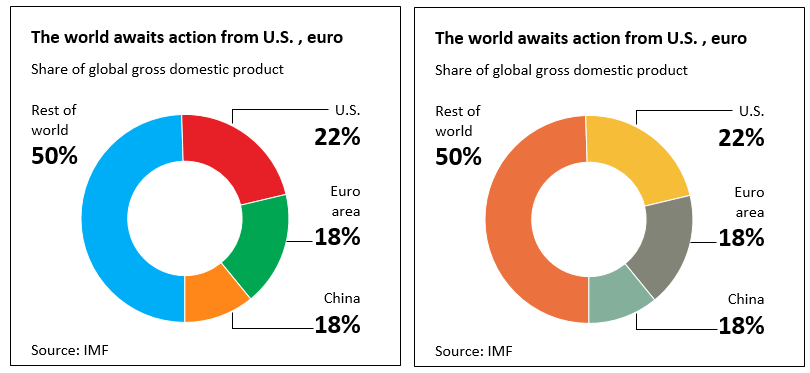 The world awaits action from U.S. , euro
Share of global gross domestic product
Rest of
world
50%
U.S.
22%
Euro
area
18%
China
18%
Source: IMF
The world awaits action from U.S. , euro
Share of global gross domestic product
Rest of
world
50%
U.S.
22%
Euro
area
18%
China
18%
Source: IMF